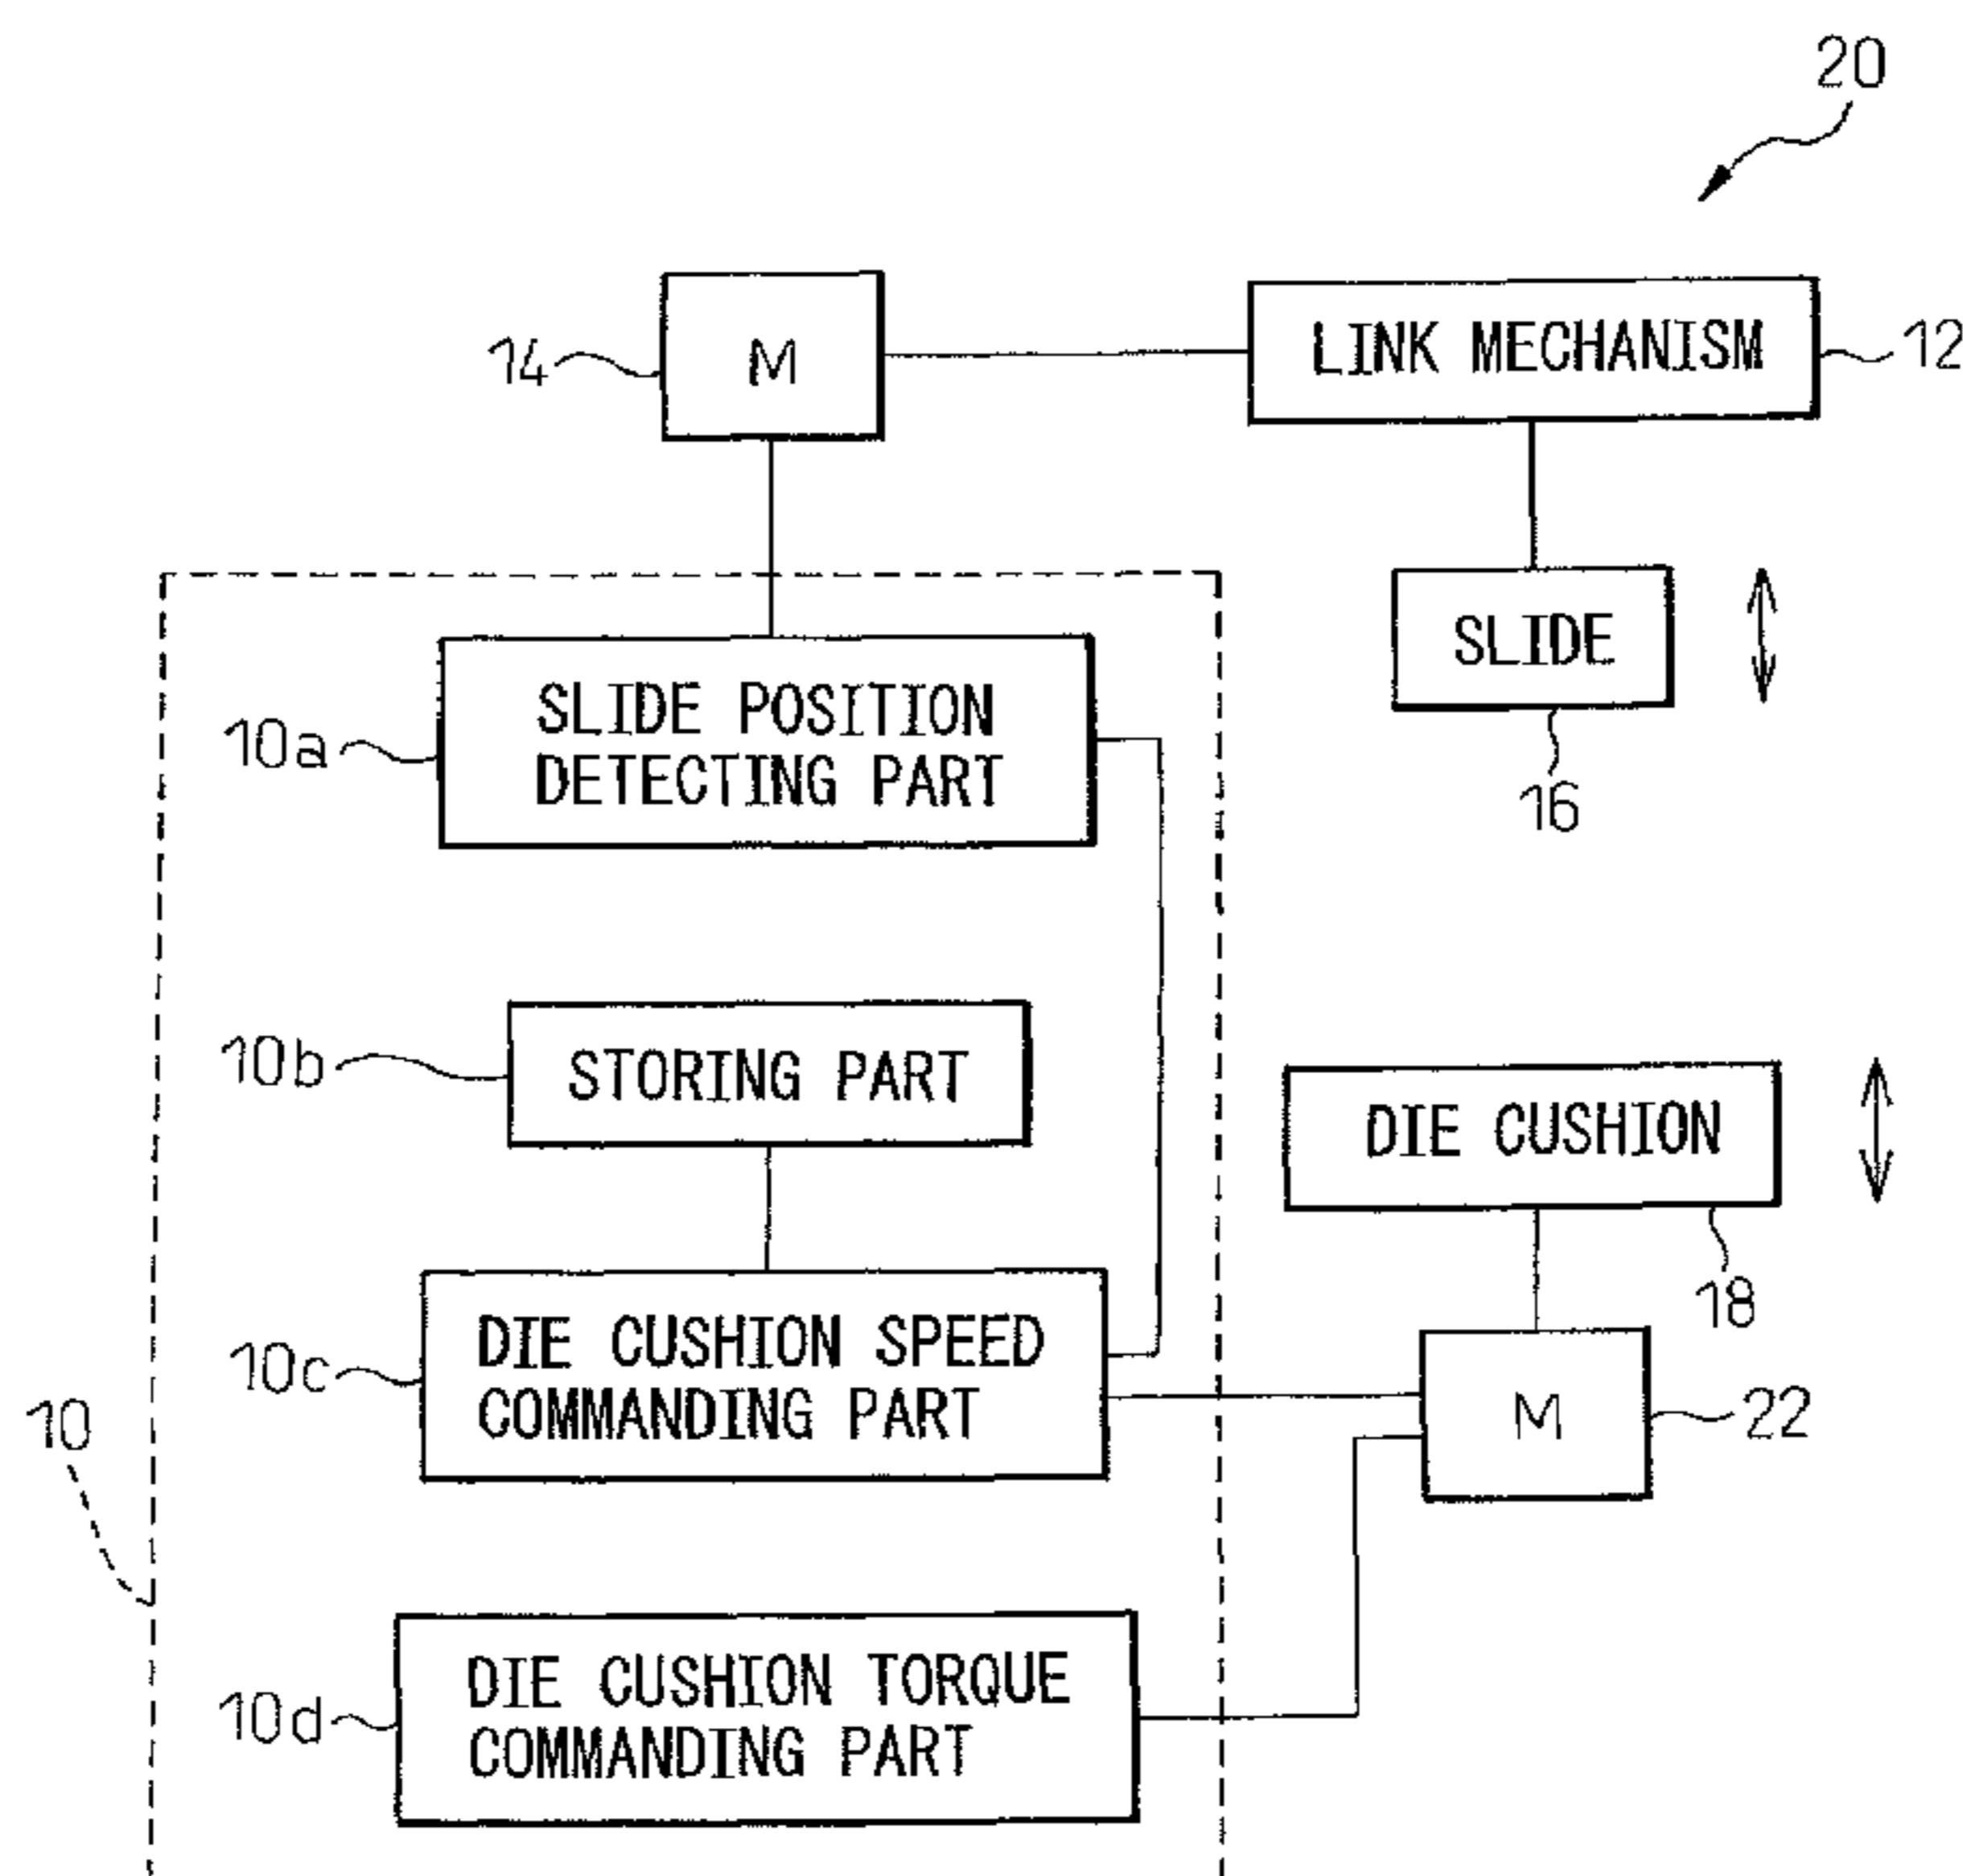 20
14
M
LINK MECHANISM
12
SLIDE
16
10a
SLIDE POSITION
DETECTING PART
10b
STORING PART
DIE CUSHION
18
10c
DIE CUSHION SPEED
COMMANDING PART
M
22
10
10d
DIE CUSHION TORQUE
COMMANDING PART